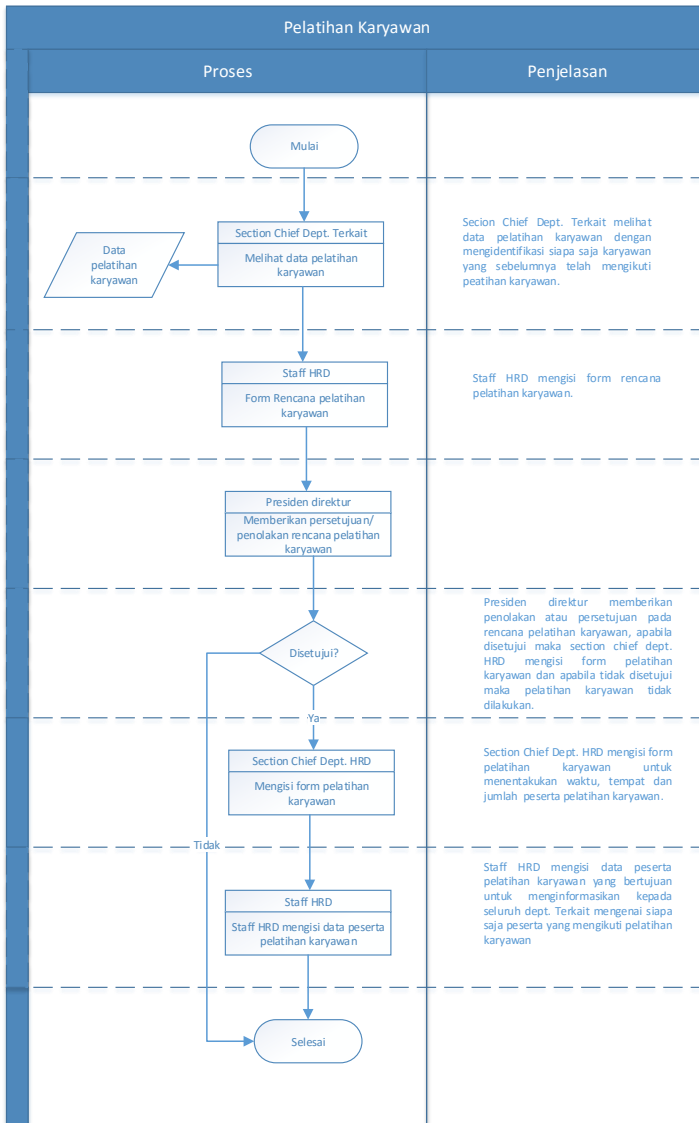 Pelatihan Karyawan
Proses
Penjelasan
Mulai
Section Chief Dept. Terkait
Melihat data pelatihan
karyawan
Data
pelatihan
karyawan
Secion Chief Dept. Terkait melihat
data pelatihan karyawan dengan
mengidentifikasi siapa saja karyawan
yang sebelumnya telah mengikuti
peatihan karyawan.
Staff HRD
Form Rencana pelatihan
karyawan
Staff HRD mengisi form rencana
pelatihan karyawan.
Presiden direktur
Memberikan persetujuan/
penolakan rencana pelatihan
karyawan
Disetujui?
Presiden direktur memberikan
penolakan atau persetujuan pada
rencana pelatihan karyawan, apabila
disetujui maka section chief dept.
HRD mengisi form pelatihan
karyawan dan apabila tidak disetujui
maka pelatihan karyawan tidak
dilakukan.
Ya
Section Chief Dept. HRD
Mengisi form pelatihan
karyawan
Section Chief Dept. HRD mengisi form
pelatihan karyawan untuk
menentakukan waktu, tempat dan
jumlah peserta pelatihan karyawan.
Tidak
Staff HRD
Staff HRD mengisi data peserta
pelatihan karyawan
Staff HRD mengisi data peserta
pelatihan karyawan yang bertujuan
untuk menginformasikan kepada
seluruh dept. Terkait mengenai siapa
saja peserta yang mengikuti pelatihan
karyawan
Selesai